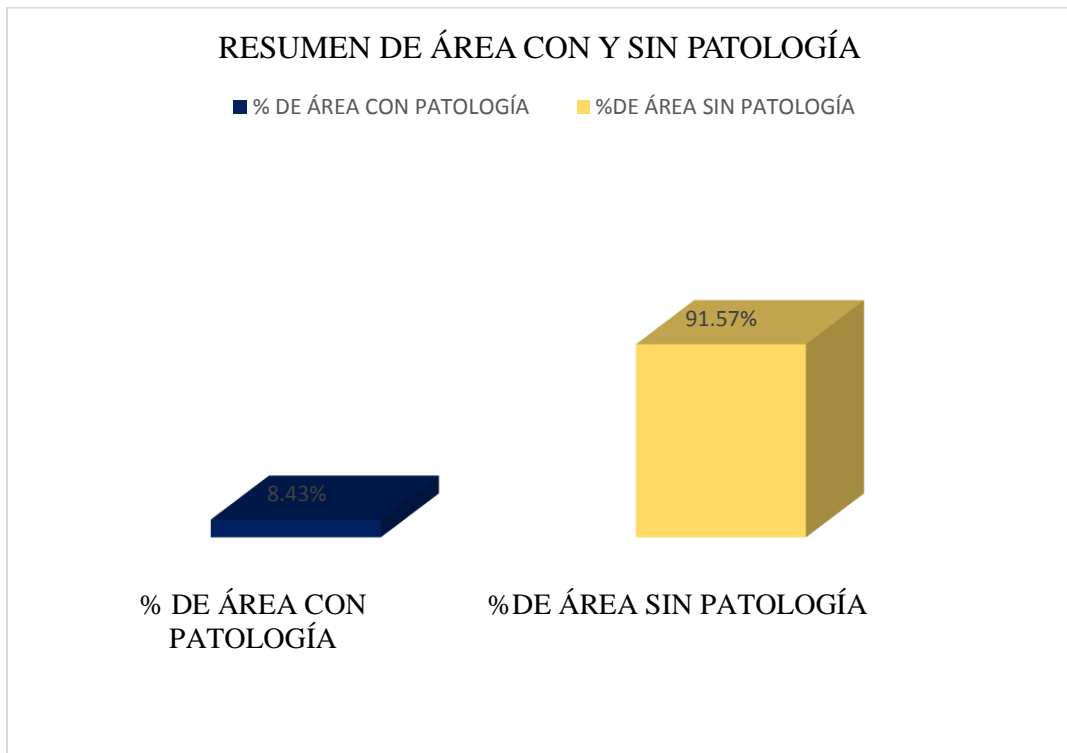 RESUMEN DE ÁREA CON Y SIN PATOLOGÍA
% DE ÁREA CON PATOLOGÍA %DE ÁREA SIN PATOLOGÍA
91.57%
8.43%
% DE ÁREA CON
PATOLOGÍA
%DE ÁREA SIN PATOLOGÍA